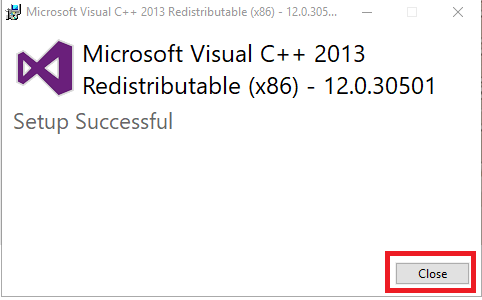 Microsoft Visual C++ 2013 Redistributable (x86) - 12.0.305...
Microsoft Visual C++ 2013
Redistributable (x86) - 12.0.30501
Setup Successful
Close